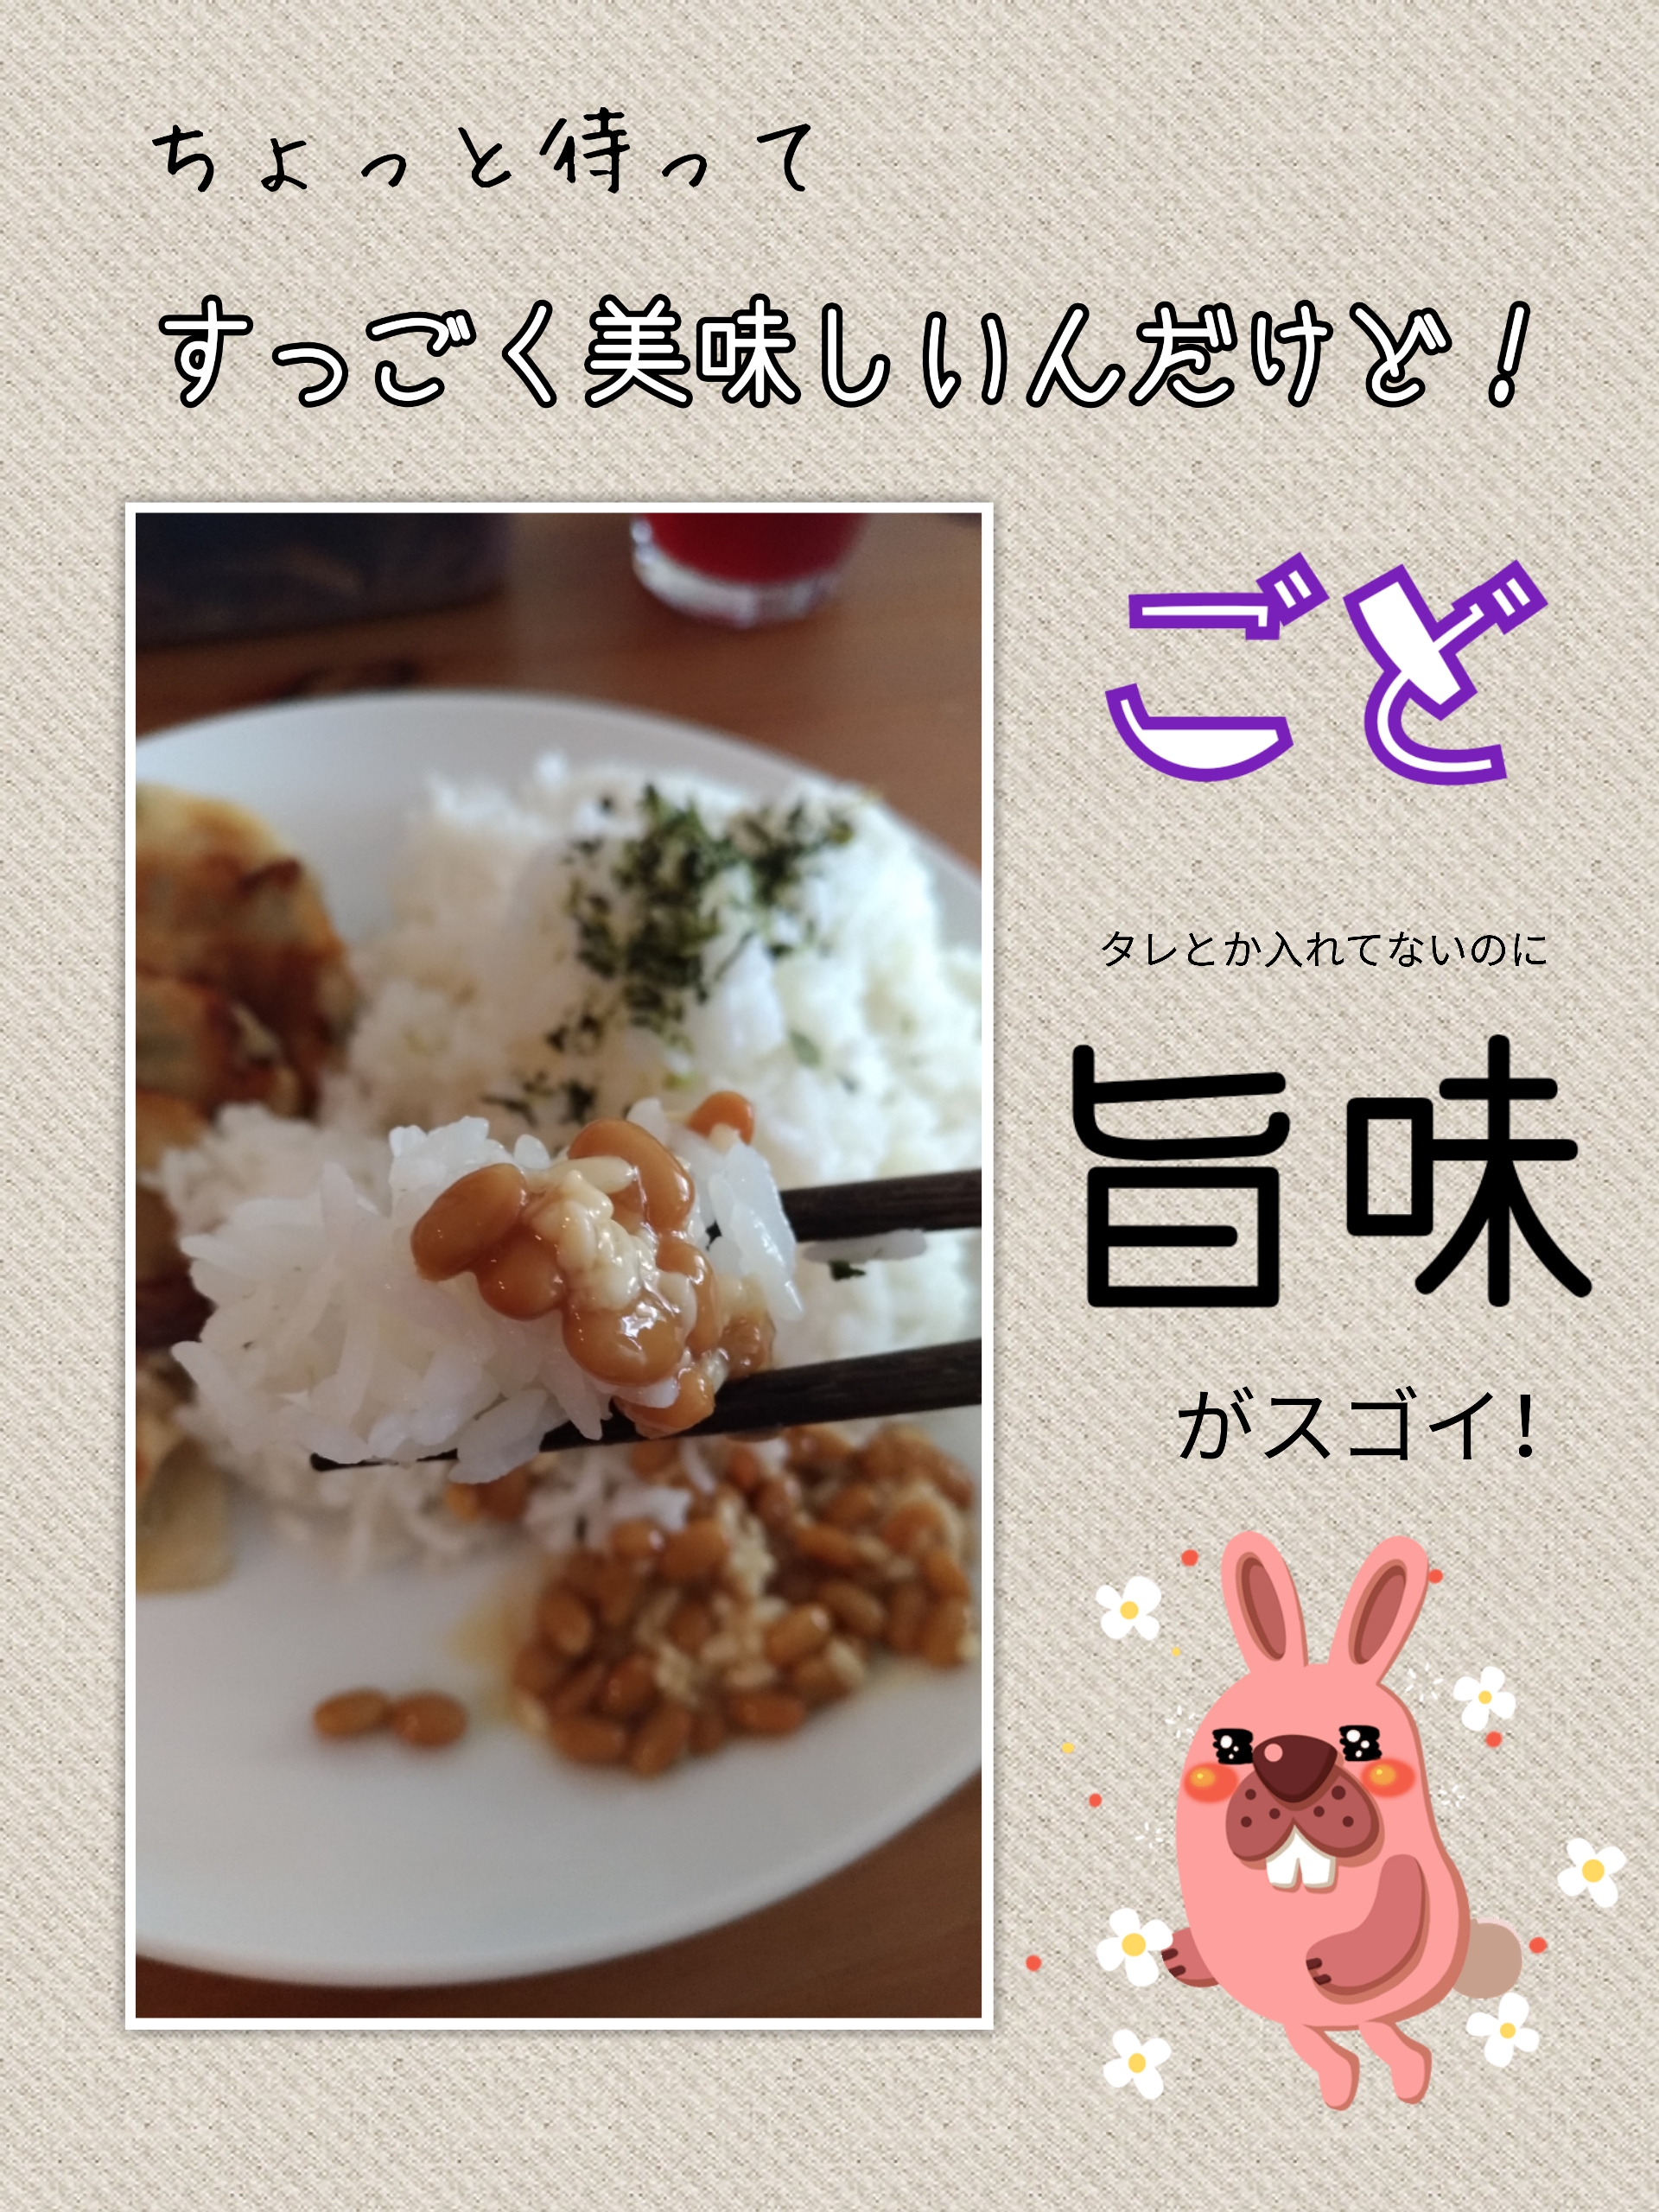 ちょっと待って
すっごく美味しいんだけど！
ごど
タレとか入れてないのに
旨味
がスゴイ！